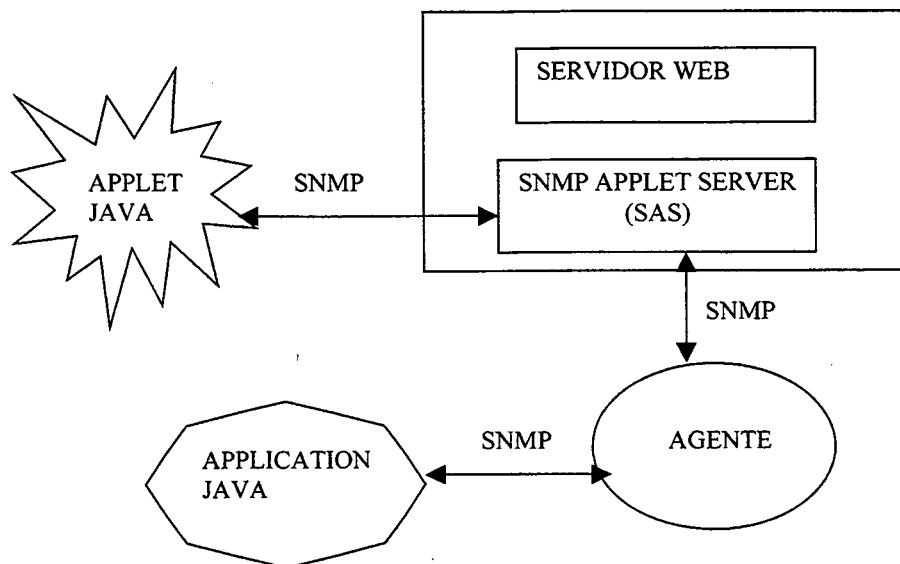 SERVIDOR WEB
APPLET
JAVA
SNMP
SNMP APPLET SERVER
(SAS)
SNMP
APPLICATION
JAVA
SNMP
AGENTE